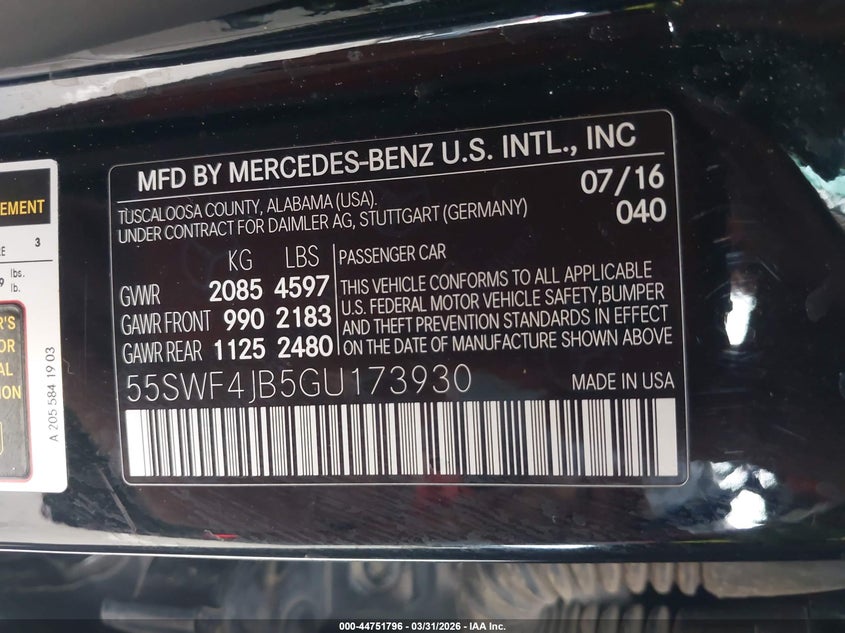 EMENT
3
lbs.
lb.
A 205 584 19 03
MFD BY MERCEDES-BENZ U.S. INTL., INC
TUSCALOOSA COUNTY, ALABAMA (USA).
UNDER CONTRACT FOR DAIMLER AG, STUTTGART (GERMANY)
07/16
040
KG LBS
GVWR 2085 4597
GAWR FRONT 990 2183
GAWR REAR 1125 2480
PASSENGER CAR
THIS VEHICLE CONFORMS TO ALL APPLICABLE
U.S. FEDERAL MOTOR VEHICLE SAFETY,BUMPER
AND THEFT PREVENTION STANDARDS IN EFFECT
ON THE DATE OF MANUFACTURE SHOWN ABOVE
55SWF4JB5GU173930
MADE IN USA
000-44751796 - 03/31/2026 - IAA Inc.